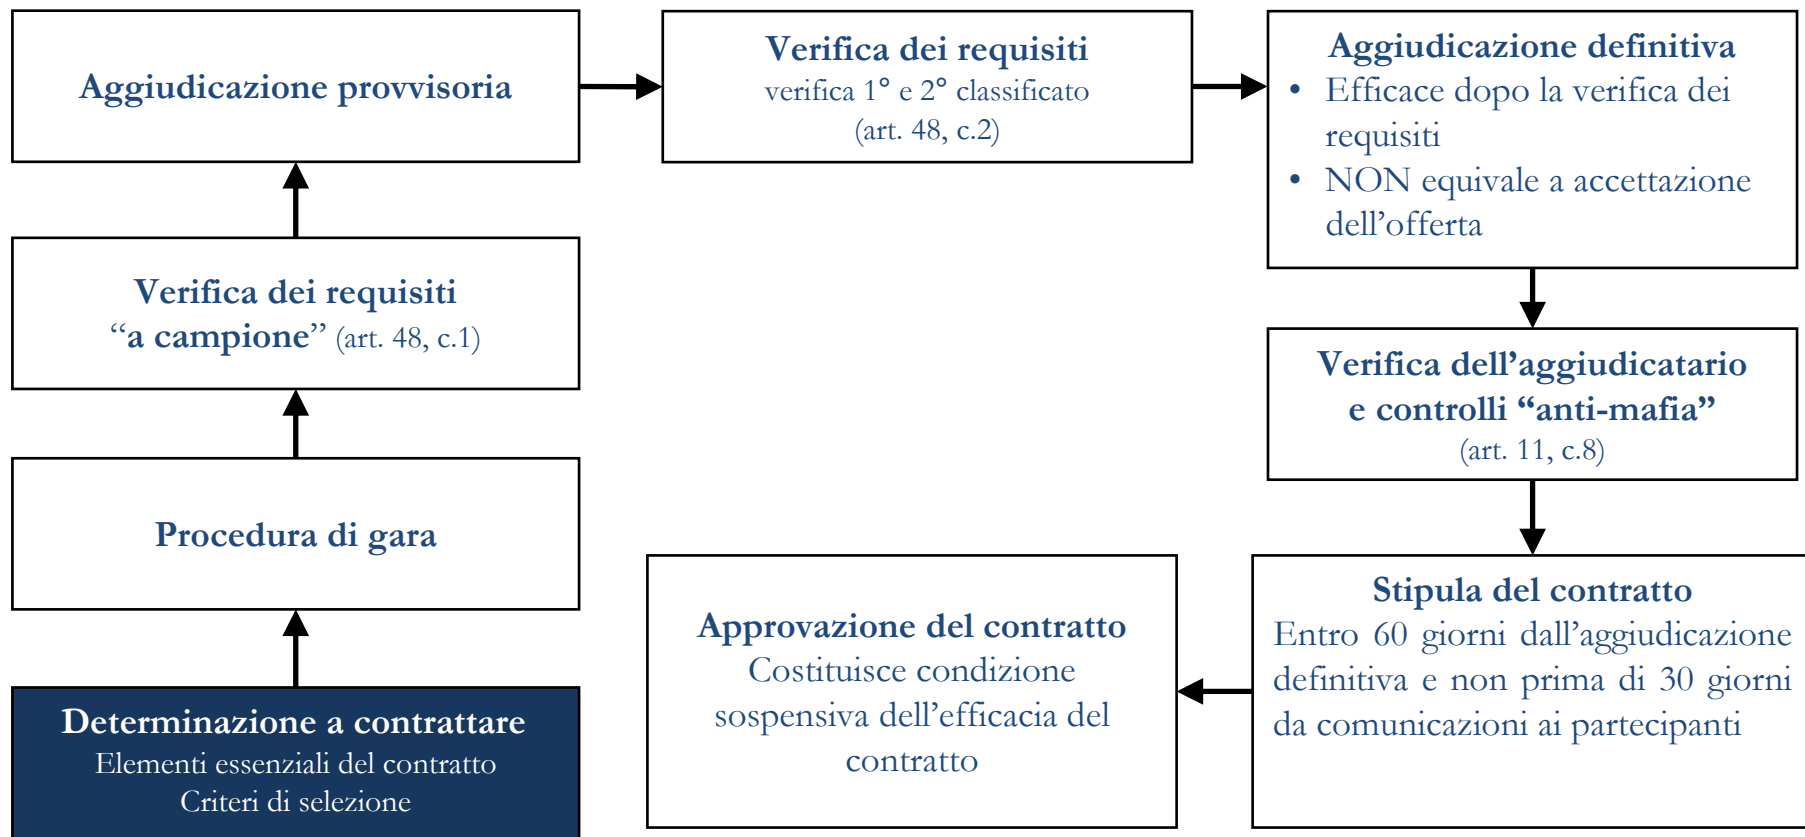 Aggiudicazione provvisoria
Verifica dei requisiti
verifica 1° e 2° classificato
(art. 48, c.2)
Aggiudicazione definitiva
• Efficace dopo la verifica dei
requisiti
• NON equivale a accettazione
dell’offerta
Verifica dei requisiti
“a campione” (art. 48, c.1)
Verifica dell’aggiudicatario
e controlli “anti-mafia”
(art. 11, c.8)
Procedura di gara
Approvazione del contratto
Costituisce condizione
sospensiva dell’efficacia del
contratto
Stipula del contratto
Entro 60 giorni dall’aggiudicazione
definitiva e non prima di 30 giorni
da comunicazioni ai partecipanti
Determinazione a contrattare
Elementi essenziali del contratto
Criteri di selezione